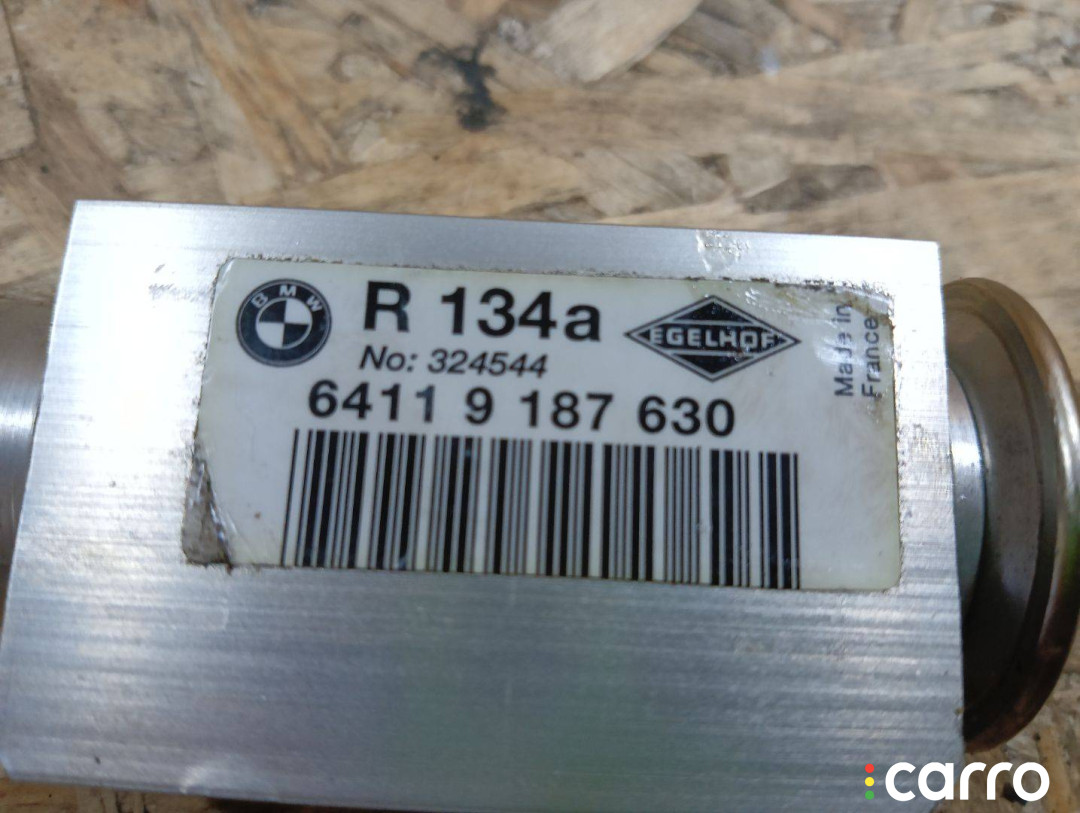 BMW
R 134a
No: 324544
EGELHOF
6411 9 187 630
Made in
France
carro